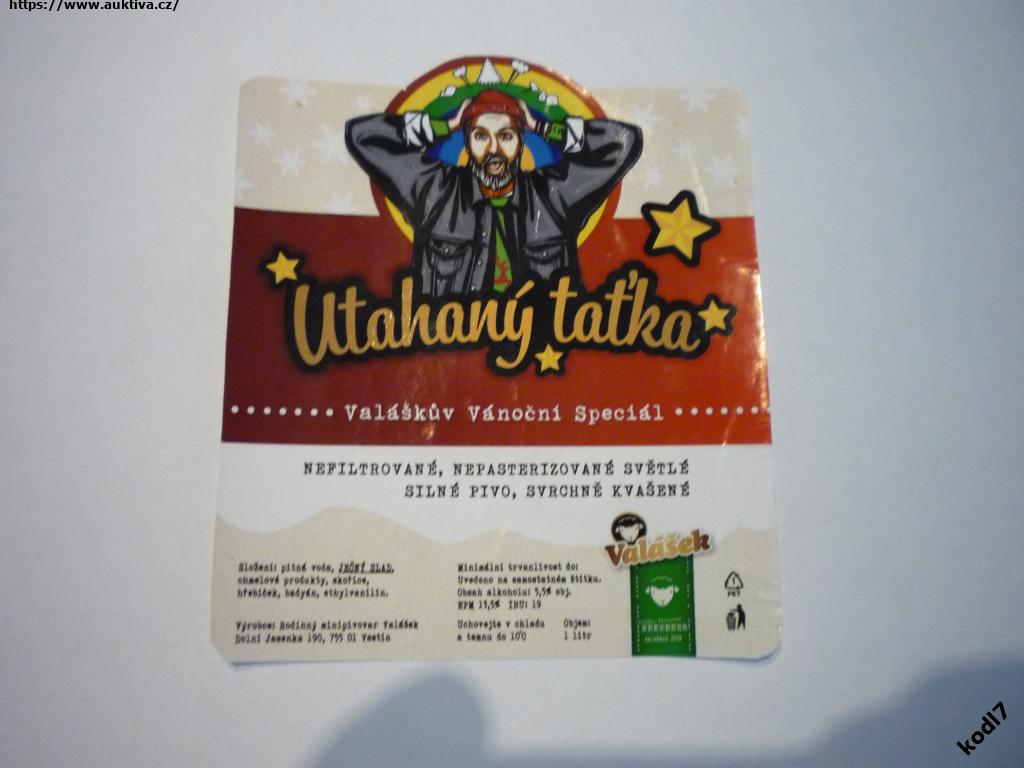 https://www.auktiva.cz/
Utahaný taťka
Valáškův Vánoční Speciál
NEFILTROVANÉ, NEPASTERIZOVANÉ SVĚTLÉ
SILNÉ PIVO, SVRCHNĚ KVAŠENÉ
Valášek
Složení: pitná voda, JEČNÝ SLAD,
chmelové produkty, skořice,
hřebíček, badyán, ethylvanilin.
Výrobce: Rodinný minipivovar Valášek
Dolní Jasenka 190, 755 01 Vsetín
Minimální trvanlivost do:
Uvedeno na samostatném štítku.
Obsah alkoholu: 5,5% obj.
EPM 13,5% IBU: 19
Uchovejte v chladu
a temnu do 10°C
Objem:
1 litr
1
PET
kodl7